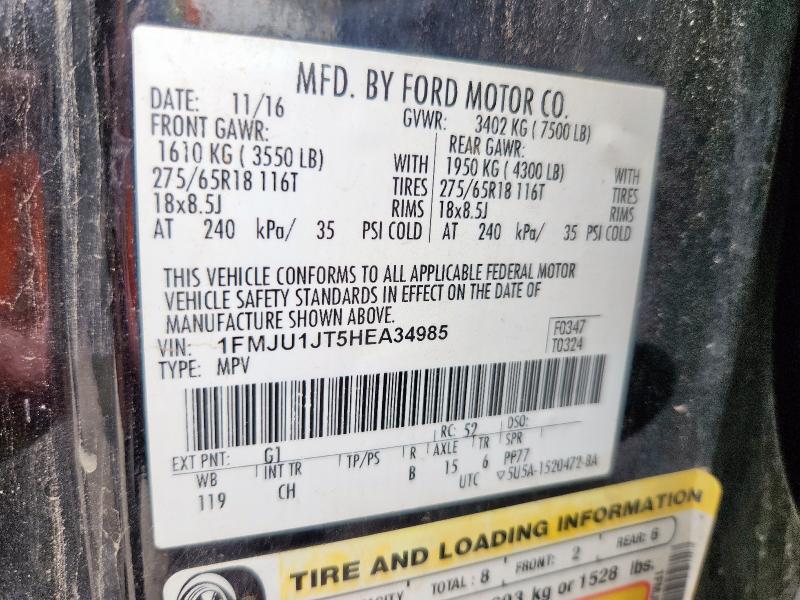 MFD. BY FORD MOTOR CO.
DATE: 11/16 GVWR: 3402 KG ( 7500 LB)
FRONT GAWR: REAR GAWR:
1610 KG ( 3550 LB) WITH 1950 KG ( 4300 LB) WITH
275/65R18 116T TIRES 275/65R18 116T TIRES
18x8.5J RIMS 18x8.5J RIMS
AT 240 kPa/ 35 PSI COLD AT 240 kPa/ 35 PSI COLD
THIS VEHICLE CONFORMS TO ALL APPLICABLE FEDERAL MOTOR
VEHICLE SAFETY STANDARDS IN EFFECT ON THE DATE OF
MANUFACTURE SHOWN ABOVE.
VIN: 1FMJU1JT5HEA34985 F0347
TYPE: MPV T0324
EXT PNT: G1 RC: 52 DSO:
WB INT TR TP/PS R AXLE TR SPR
119 CH B 15 6 PP77
UTC ▽5U5A-1520472-BA
TIRE AND LOADING INFORMATION
TOTAL: 8 FRONT: 2 REAR: 6
kg or 1528 lbs.